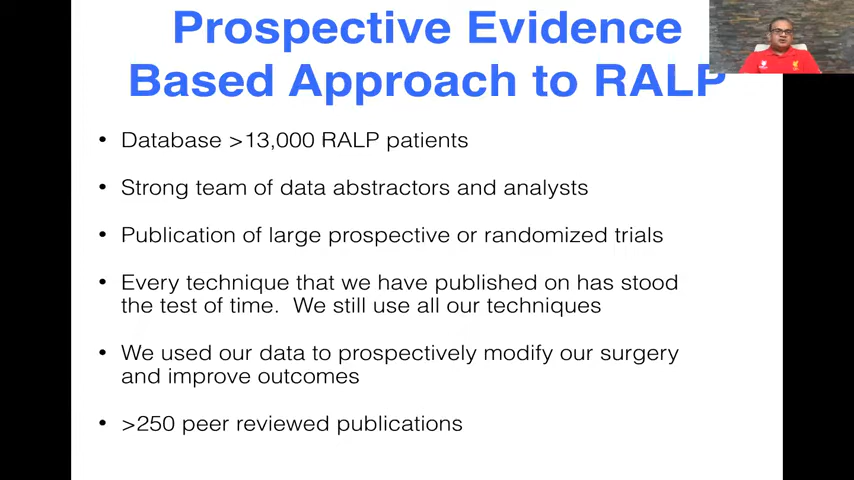 Prospective Evidence
Based Approach to RALP
• Database >13,000 RALP patients
• Strong team of data abstractors and analysts
• Publication of large prospective or randomized trials
• Every technique that we have published on has stood
the test of time.  We still use all our techniques
• We used our data to prospectively modify our surgery
and improve outcomes
• >250 peer reviewed publications